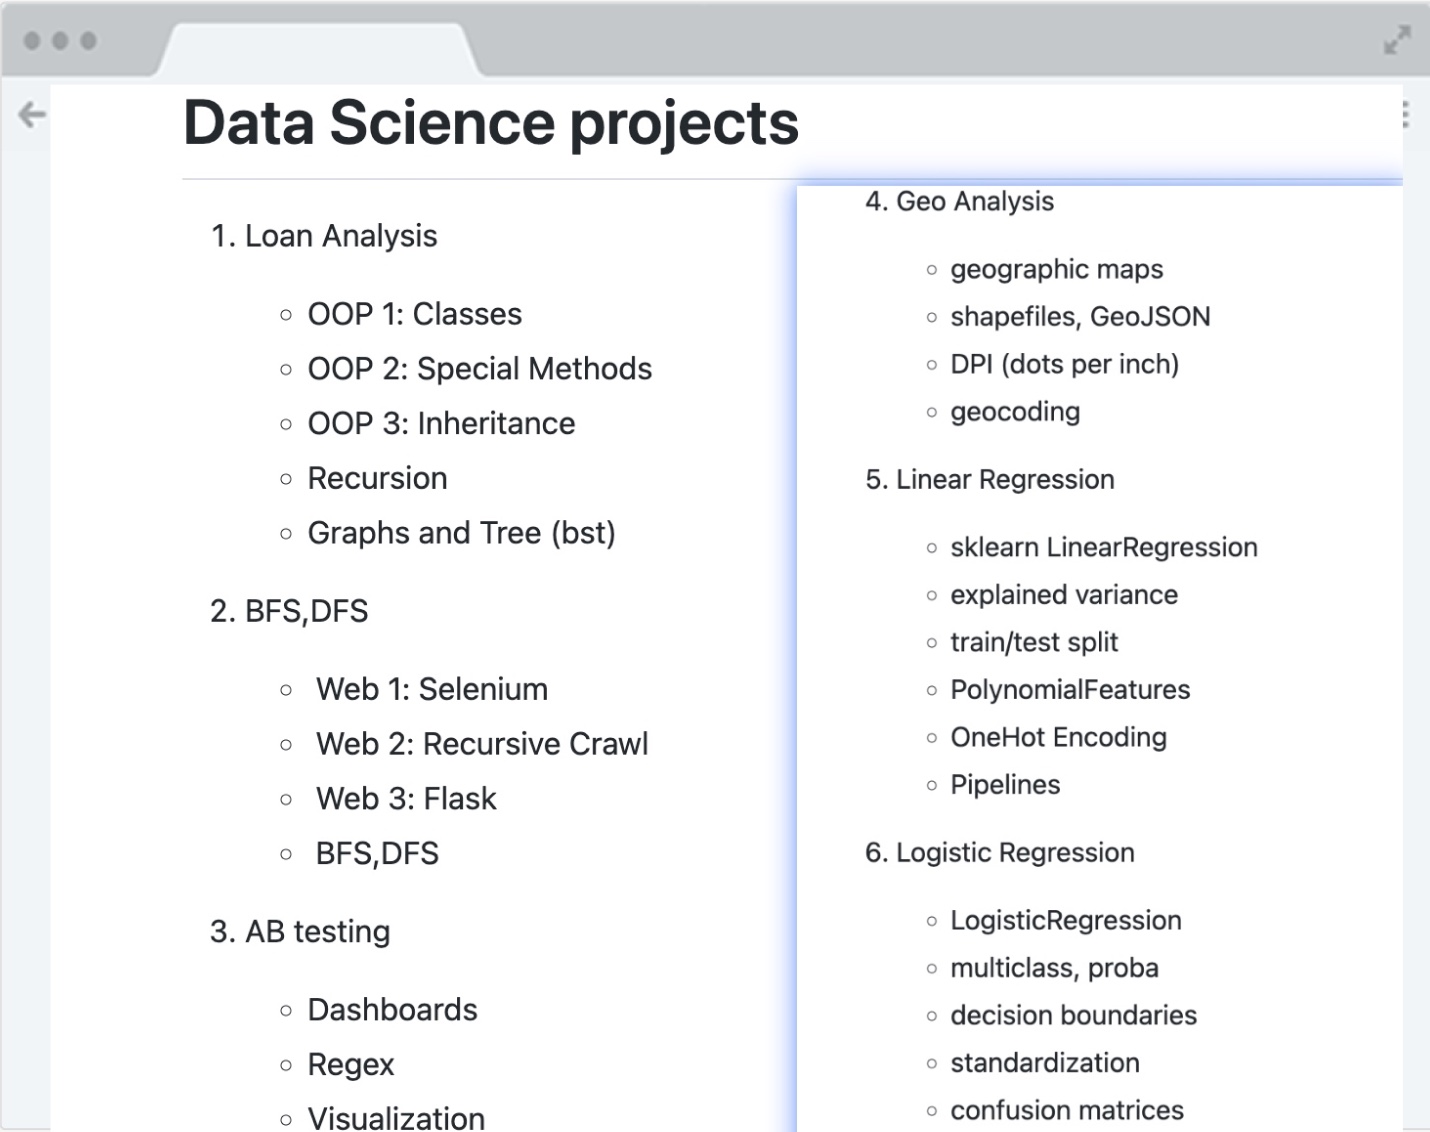 Data Science projects
1. Loan Analysis
OOP 1: Classes
OOP 2: Special Methods
OOP 3: Inheritance
Recursion
Graphs and Tree (bst)
2. BFS,DFS
Web 1: Selenium
Web 2: Recursive Crawl
Web 3: Flask
BFS,DFS
3. AB testing
Dashboards
Regex
Visualization
4. Geo Analysis
geographic maps
shapefiles, GeoJSON
DPI (dots per inch)
geocoding
5. Linear Regression
sklearn LinearRegression
explained variance
train/test split
PolynomialFeatures
OneHot Encoding
Pipelines
6. Logistic Regression
LogisticRegression
multiclass, proba
decision boundaries
standardization
confusion matrices